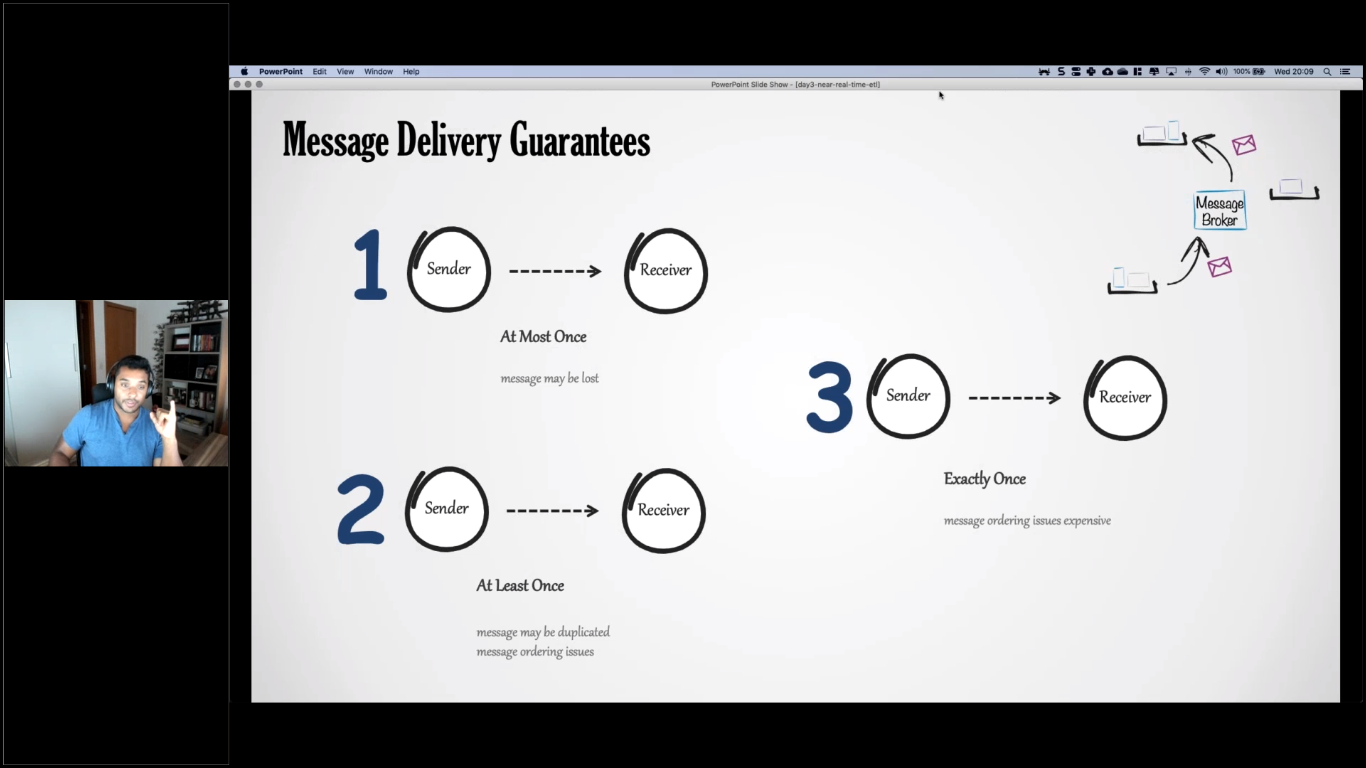 PowerPoint Edit View Window Help
100% Wed 20:09
PowerPoint Slide Show - [day3-near-real-time-etl]
Message Delivery Guarantees
Message
Broker
1 Sender Receiver
At Most Once
message may be lost
2 Sender Receiver
At Least Once
message may be duplicated
message ordering issues
3 Sender Receiver
Exactly Once
message ordering issues expensive